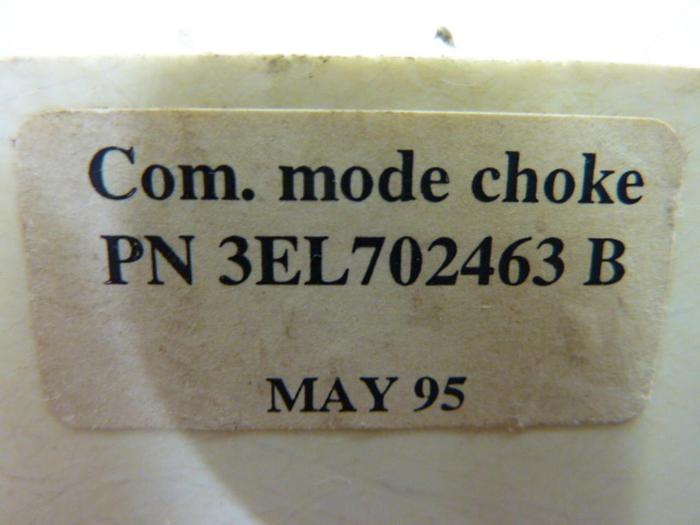 Com. mode choke
PN 3EL702463 B
MAY 95